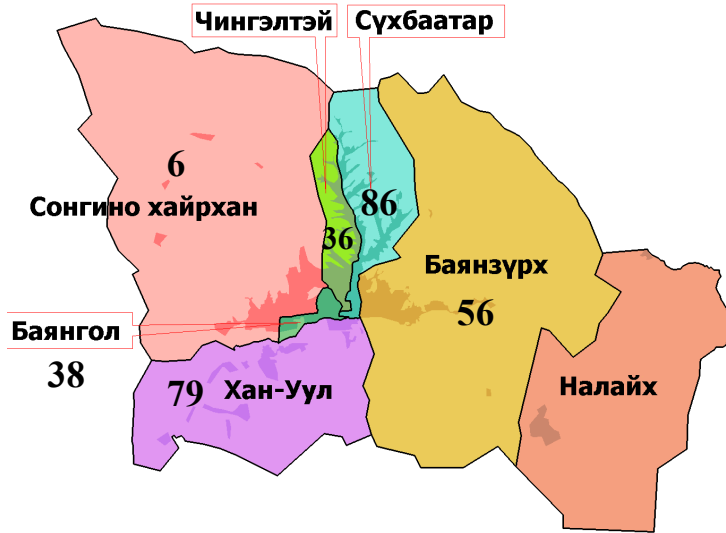 Чингэлтэй
Сүхбаатар
6
Сонгино хайрхан
86
36
Баянзүрх
56
Баянгол
38
79 Хан-Уул
Налайх